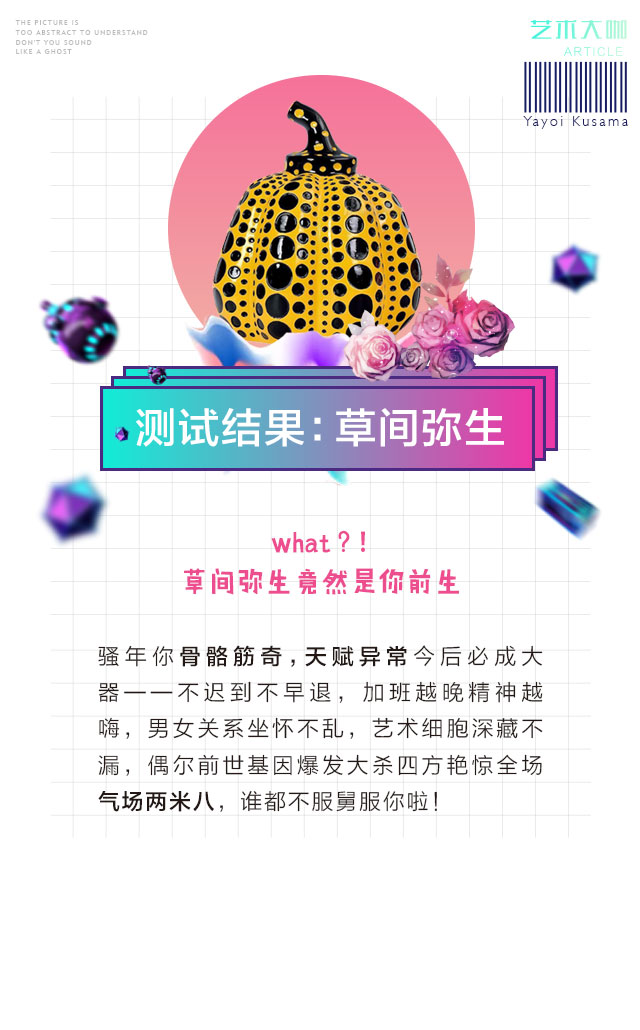 THE PICTURE IS
TOO ABSTRACT TO UNDERSTAND
DON'T YOU SOUND
LIKE A GHOST
艺术大咖
ARTICLE
Yayoi Kusama
测试结果：草间弥生
what？！
草间弥生竟然是你前生
骚年你骨骼筋奇，天赋异常今后必成大
器——不迟到不早退，加班越晚精神越
嗨，男女关系坐怀不乱，艺术细胞深藏不
漏，偶尔前世基因爆发大杀四方艳惊全场
气场两米八，谁都不服舅服你啦！